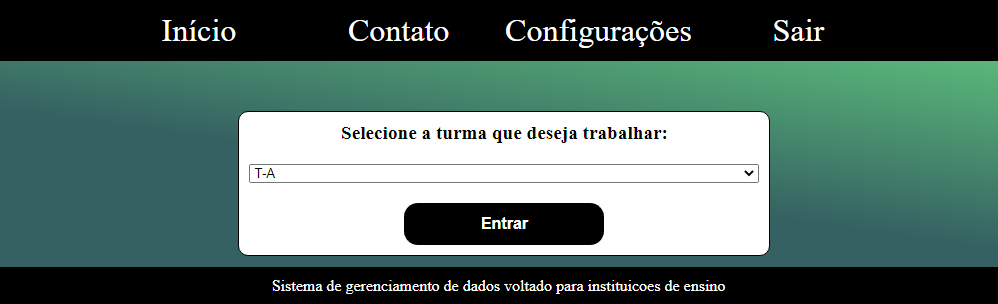 Início Contato Configurações Sair
Selecione a turma que deseja trabalhar:
T-A
Entrar
Sistema de gerenciamento de dados voltado para instituicoes de ensino